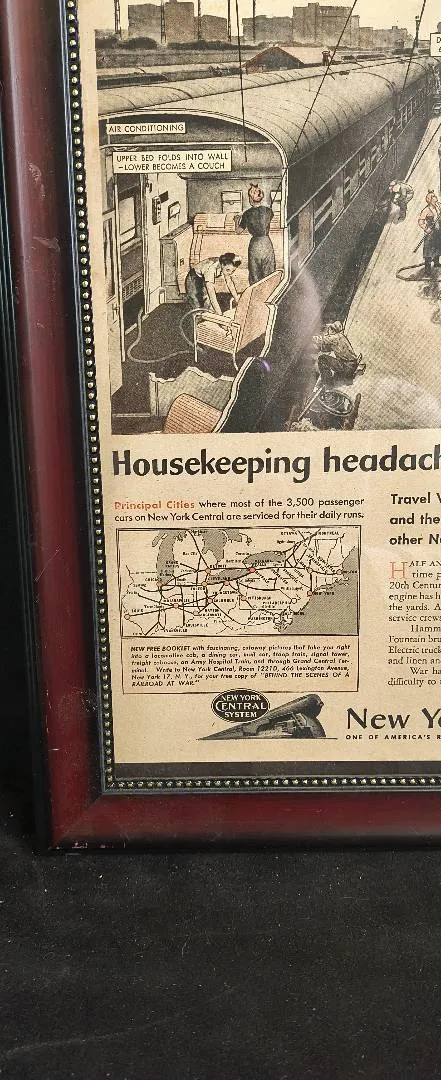 AIR CONDITIONING
UPPER BED FOLDS INTO WALL
—LOWER BECOMES A COUCH
D
Housekeeping headach
Principal Cities where most of the 3,500 passenger
cars on New York Central are serviced for their daily runs.
NEW FREE BOOKLET with fascinating, cutaway pictures that take you right
into a locomotive cab, a dining car, mail car, troop train, signal tower,
freight caboose, an Army Hospital Train, and through Grand Central Ter-
minal. Write to New York Central, Room 1221D, 466 Lexington Avenue,
New York 17, N. Y., for your free copy of "BEHIND THE SCENES OF A
RAILROAD AT WAR."
NEW YORK
CENTRAL
SYSTEM
Travel V
and the
other N
HALF AN
time p
20th Centur
engine has h
the yards. A
service crew
Hamm
Fountain bru
Electric truck
and linen and
War ha
difficulty to
New Yo
ONE OF AMERICA'S R